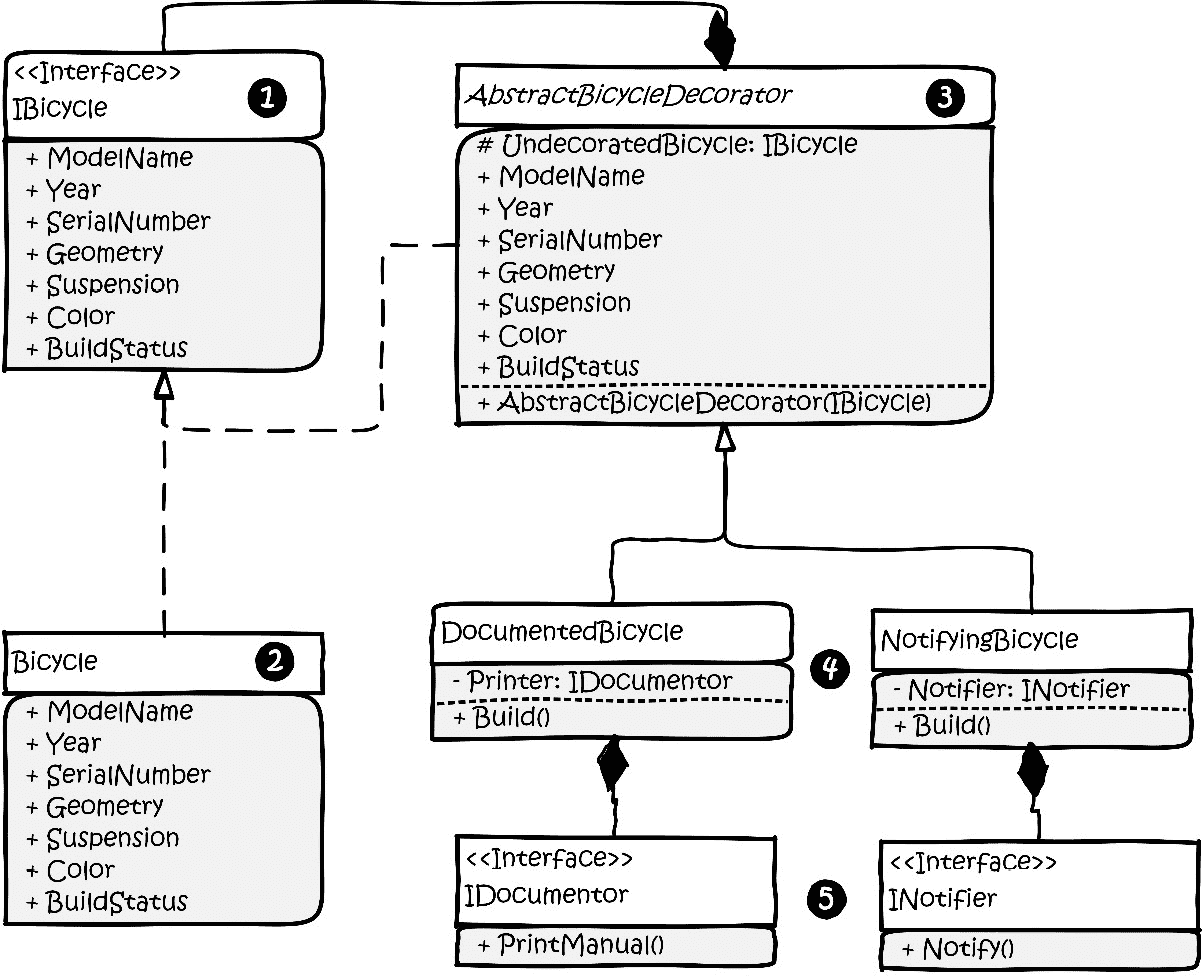 <<Interface>>
IBicycle
1
+ ModelName
+ Year
+ SerialNumber
+ Geometry
+ Suspension
+ Color
+ BuildStatus
AbstractBicycleDecorator
3
# UndecoratedBicycle: IBicycle
+ ModelName
+ Year
+ SerialNumber
+ Geometry
+ Suspension
+ Color
+ BuildStatus
+ AbstractBicycleDecorator(IBicycle)
Bicycle
2
+ ModelName
+ Year
+ SerialNumber
+ Geometry
+ Suspension
+ Color
+ BuildStatus
DocumentedBicycle
- Printer: IDocumentor
+ Build()
4
NotifyingBicycle
- Notifier: INotifier
+ Build()
<<Interface>>
IDocumentor
+ PrintManual()
5
<<Interface>>
INotifier
+ Notify()